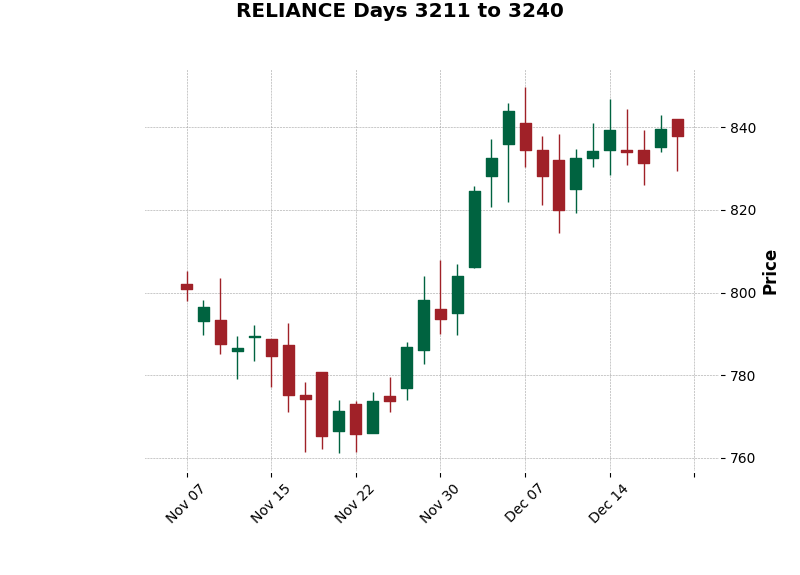 RELIANCE Days 3211 to 3240
840
820
800
780
760
Price
Nov 07
Nov 15
Nov 22
Nov 30
Dec 07
Dec 14